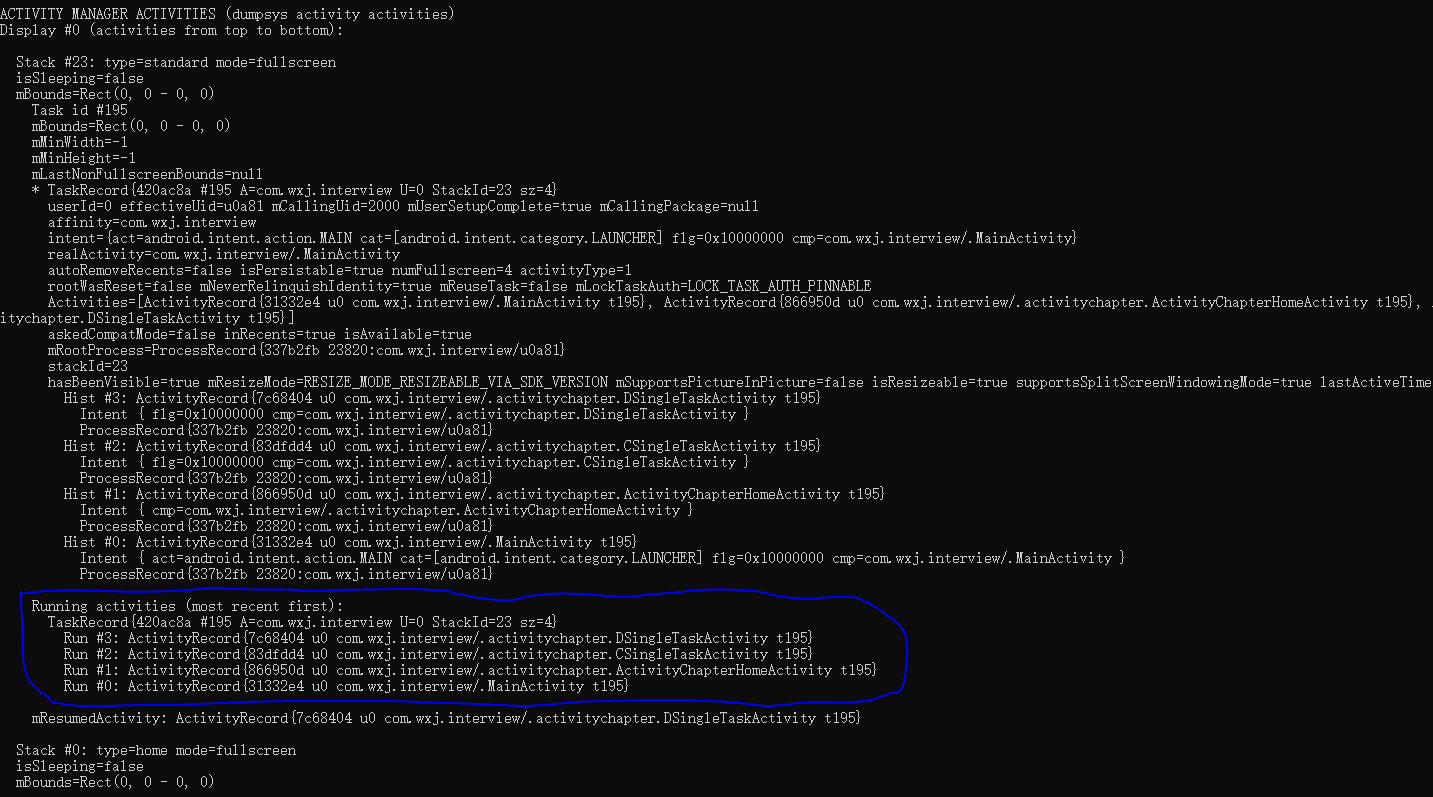 ACTIVITY MANAGER ACTIVITIES (dumpsys activity activities)
Display #0 (activities from top to bottom):
Stack #23: type=standard mode=fullscreen
isSleeping=false
mBounds=Rect(0, 0 - 0, 0)
Task id #195
mBounds=Rect(0, 0 - 0, 0)
mMinWidth=-1
mMinHeight=-1
mLastNonFullscreenBounds=null
* TaskRecord{420ac8a #195 A=com.wxj.interview U=0 StackId=23 sz=4}
userId=0 effectiveUid=u0a81 mCallingUid=2000 mUserSetupComplete=true mCallingPackage=null
affinity=com.wxj.interview
intent={act=android.intent.action.MAIN cat=[android.intent.category.LAUNCHER] flg=0x10000000 cmp=com.wxj.interview/.MainActivity}
realActivity=com.wxj.interview/.MainActivity
autoRemoveRecents=false isPersistable=true numFullscreen=4 activityType=1
rootWasReset=false mNeverRelinquishIdentity=true mReuseTask=false mLockTaskAuth=LOCK_TASK_AUTH_PINNABLE
Activities=[ActivityRecord{31332e4 u0 com.wxj.interview/.MainActivity t195}, ActivityRecord{866950d u0 com.wxj.interview/.activitychapter.ActivityChapterHomeActivity t195},
itychapter.DSingleTaskActivity t195}]
askedCompatMode=false inRecents=true isAvailable=true
mRootProcess=ProcessRecord{337b2fb 23820:com.wxj.interview/u0a81}
stackId=23
hasBeenVisible=true mResizeMode=RESIZE_MODE_RESIZEABLE_VIA_SDK_VERSION mSupportsPictureInPicture=false isResizeable=true supportsSplitScreenWindowingMode=true lastActiveTime
Hist #3: ActivityRecord{7c68404 u0 com.wxj.interview/.activitychapter.DSingleTaskActivity t195}
Intent { flg=0x10000000 cmp=com.wxj.interview/.activitychapter.DSingleTaskActivity }
ProcessRecord{337b2fb 23820:com.wxj.interview/u0a81}
Hist #2: ActivityRecord{83dfdd4 u0 com.wxj.interview/.activitychapter.CSingleTaskActivity t195}
Intent { flg=0x10000000 cmp=com.wxj.interview/.activitychapter.CSingleTaskActivity }
ProcessRecord{337b2fb 23820:com.wxj.interview/u0a81}
Hist #1: ActivityRecord{866950d u0 com.wxj.interview/.activitychapter.ActivityChapterHomeActivity t195}
Intent { cmp=com.wxj.interview/.activitychapter.ActivityChapterHomeActivity }
ProcessRecord{337b2fb 23820:com.wxj.interview/u0a81}
Hist #0: ActivityRecord{31332e4 u0 com.wxj.interview/.MainActivity t195}
Intent { act=android.intent.action.MAIN cat=[android.intent.category.LAUNCHER] flg=0x10000000 cmp=com.wxj.interview/.MainActivity }
ProcessRecord{337b2fb 23820:com.wxj.interview/u0a81}
Running activities (most recent first):
TaskRecord{420ac8a #195 A=com.wxj.interview U=0 StackId=23 sz=4}
Run #3: ActivityRecord{7c68404 u0 com.wxj.interview/.activitychapter.DSingleTaskActivity t195}
Run #2: ActivityRecord{83dfdd4 u0 com.wxj.interview/.activitychapter.CSingleTaskActivity t195}
Run #1: ActivityRecord{866950d u0 com.wxj.interview/.activitychapter.ActivityChapterHomeActivity t195}
Run #0: ActivityRecord{31332e4 u0 com.wxj.interview/.MainActivity t195}
mResumedActivity: ActivityRecord{7c68404 u0 com.wxj.interview/.activitychapter.DSingleTaskActivity t195}
Stack #0: type=home mode=fullscreen
isSleeping=false
mBounds=Rect(0, 0 - 0, 0)